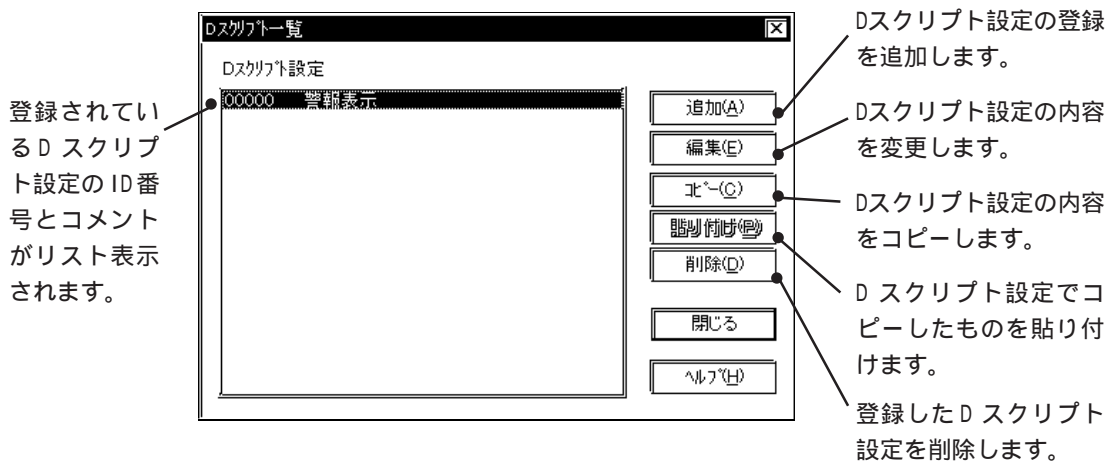 Dｽｸﾘﾌﾟﾄ一覧
Dｽｸﾘﾌﾟﾄ設定
00000 警報表示
追加(A)
編集(E)
ｺﾋﾟｰ(C)
貼り付け(P)
削除(D)
閉じる
ﾍﾙﾌﾟ(H)
登録されてい
るD スクリプ
ト設定のID番
号とコメント
がリスト表示
されます。
Dスクリプト設定の登録
を追加します。
Dスクリプト設定の内容
を変更します。
Dスクリプト設定の内容
をコピーします。
D スクリプト設定でコ
ピーしたものを貼り付
けます。
登録したD スクリプト
設定を削除します。